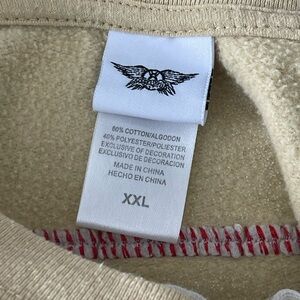 60% COTTON/ALGODON
40% POLYESTER/POLIESTER
EXCLUSIVE OF DECORATION
EXCLUSIVO DE DECORACION
MADE IN CHINA
HECHO EN CHINA
XXL